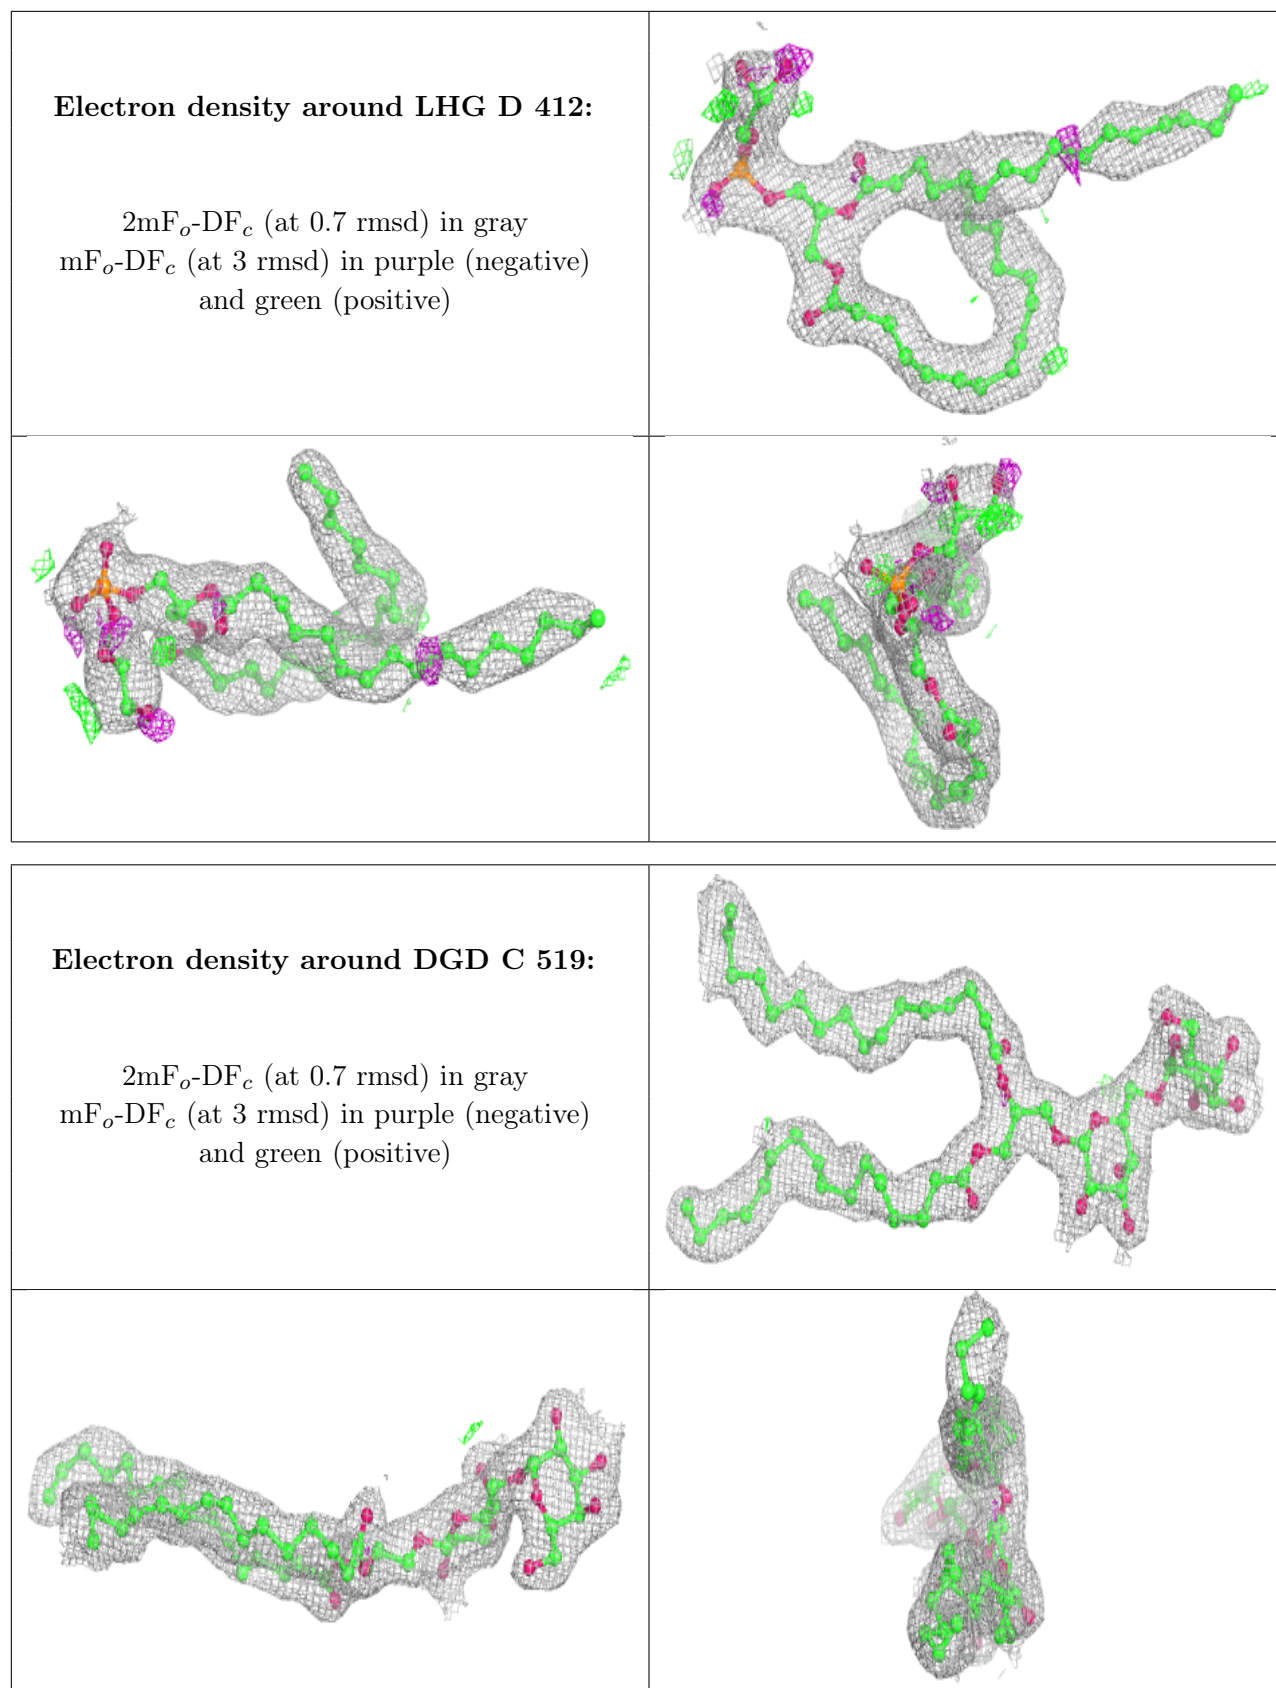 Electron density around LHG D 412:
2mFₒ-DF𝒸 (at 0.7 rmsd) in gray
mFₒ-DF𝒸 (at 3 rmsd) in purple (negative)
and green (positive)
Electron density around DGD C 519:
2mFₒ-DF𝒸 (at 0.7 rmsd) in gray
mFₒ-DF𝒸 (at 3 rmsd) in purple (negative)
and green (positive)